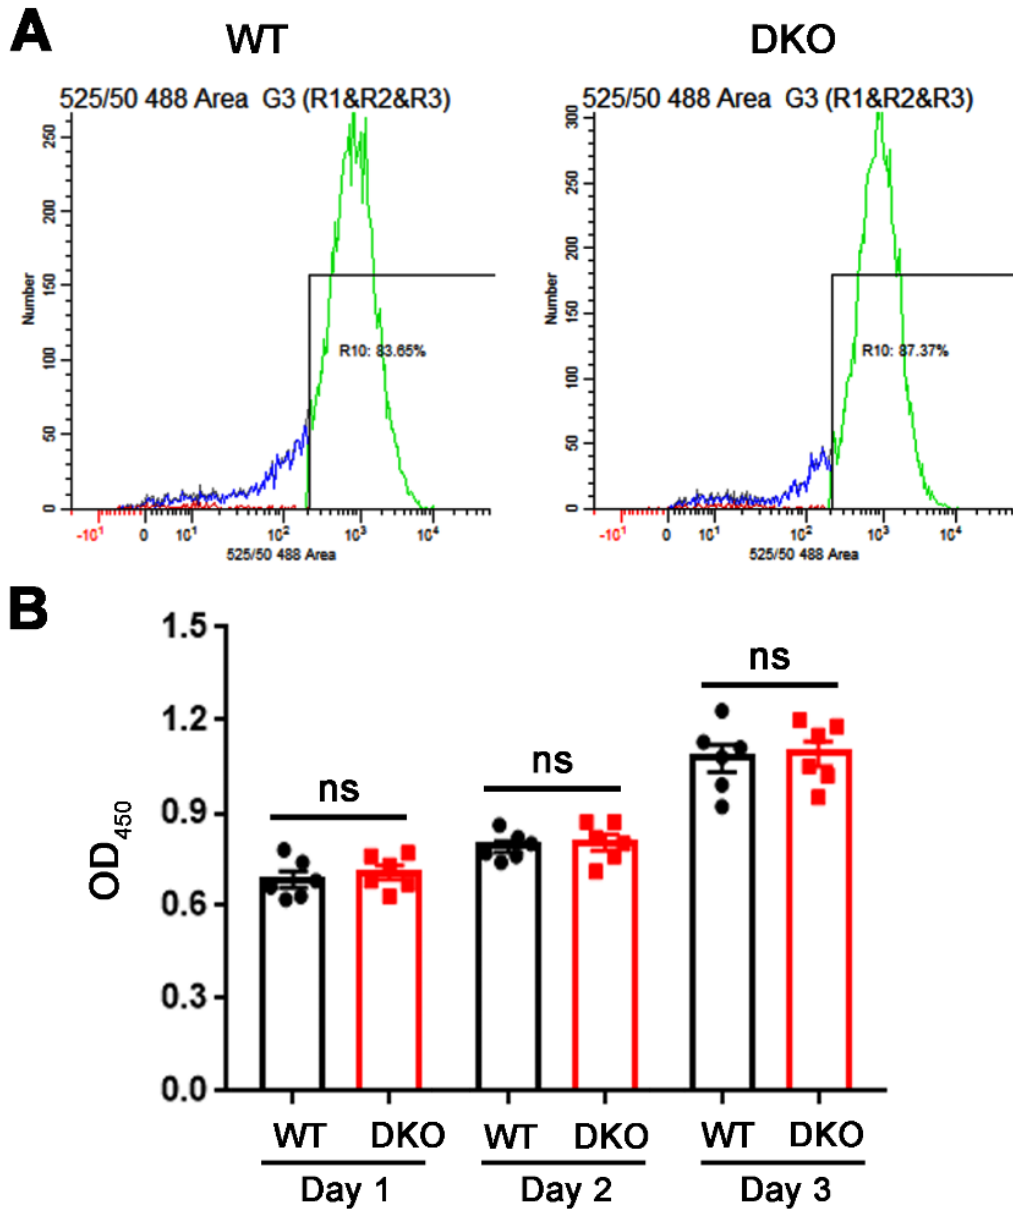 A
WT
DKO
525/50 488 Area G3 (R1&R2&R3)
250
200
150
100
50
0
Number
R10: 83.65%
-10¹ 0 10¹ 10² 10³ 10⁴
525/50 488 Area
525/50 488 Area G3 (R1&R2&R3)
300
250
200
150
100
50
0
Number
R10: 87.37%
-10¹ 0 10¹ 10² 10³ 10⁴
525/50 488 Area
B
1.5
1.2
0.9
0.6
0.3
0.0
OD₄₅₀
ns
ns
ns
WT DKO WT DKO WT DKO
Day 1 Day 2 Day 3